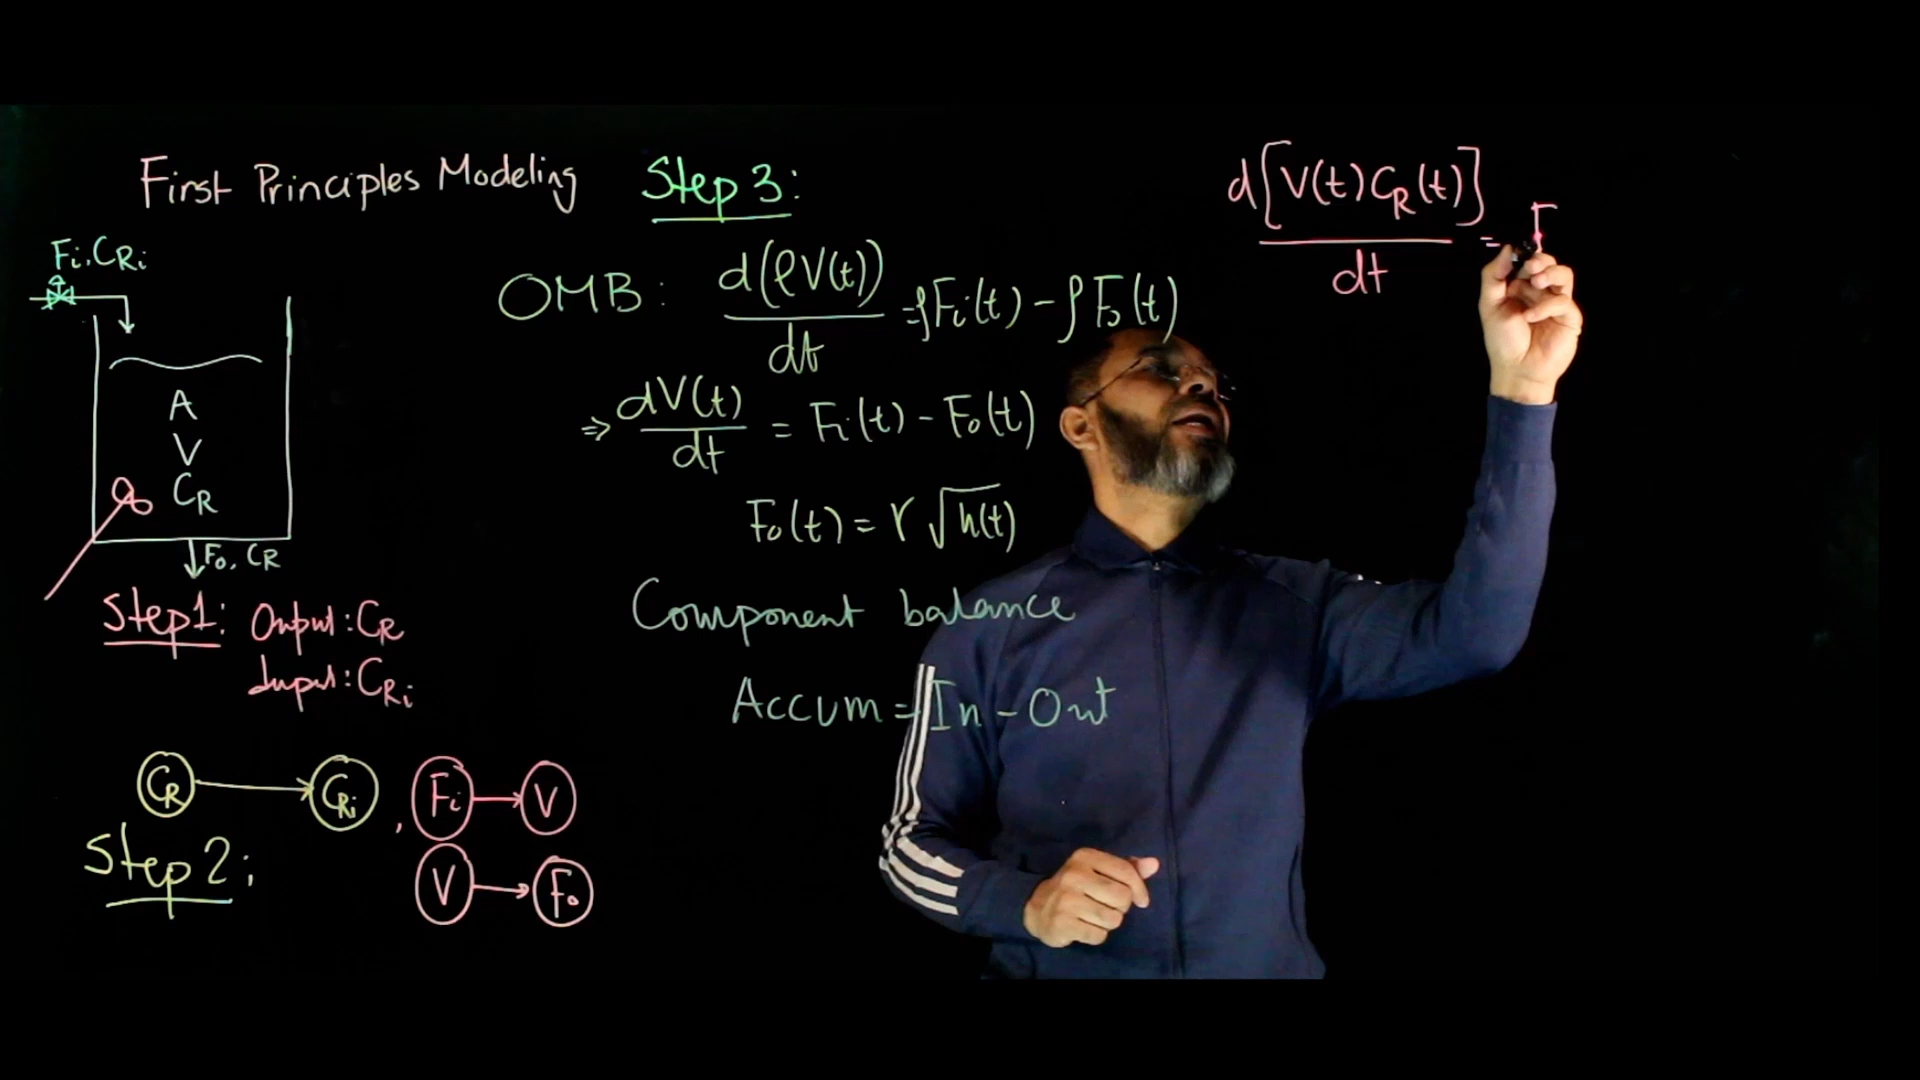 First Principles Modeling
Fi, CRi
A
V
CR
Fo, CR
Step1: Output: CR
Input: CRi
CR → CRi, Fi → V
V → Fo
Step 2:
Step 3:
OMB: d(ρV(t))/dt = ρFi(t) - ρFo(t)
⇒ dV(t)/dt = Fi(t) - Fo(t)
Fo(t) = r √h(t)
Component balance
Accum = In - Out
d[V(t)CR(t)]/dt =